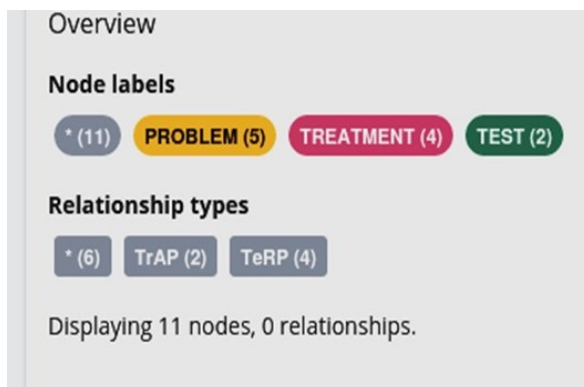 Overview
Node labels
* (11) PROBLEM (5) TREATMENT (4) TEST (2)
Relationship types
* (6) TrAP (2) TeRP (4)
Displaying 11 nodes, 0 relationships.